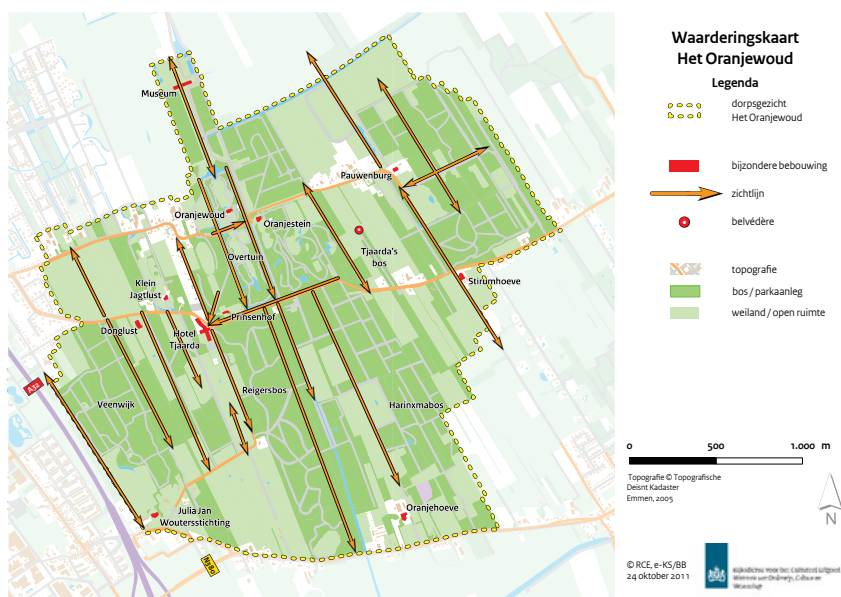 Waarderingskaart
Het Oranjewoud
Legenda
dorpsgezicht
Het Oranjewoud
bijzondere bebouwing
zichtlijn
belvédère
topografie
bos / parkaanleg
weiland / open ruimte
0 500 1.000 m
Topografie © Topografische
Deisnt Kadaster
Emmen, 2005
N
© RCE, e-KS/BB
24 oktober 2011
Museum
Pauwenburg
Oranjewoud
Oranjestein
Tjaarda's
bos
Overtuin
Stirumhoeve
Klein
Jagtlust
Prinsenhof
Donglust
Hotel
Tjaarda
A32
Veenwijk
Reigersbos
Harinxmabos
Julia Jan
Woutersstichting
Oranjehoeve
N380